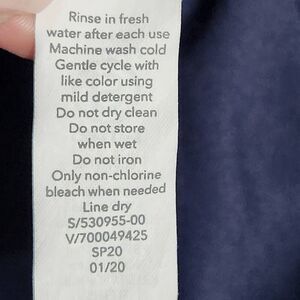 Rinse in fresh
water after each use
Machine wash cold
Gentle cycle with
like color using
mild detergent
Do not dry clean
Do not store
when wet
Do not iron
Only non-chlorine
bleach when needed
Line dry
S/530955-00
V/700049425
SP20
01/20